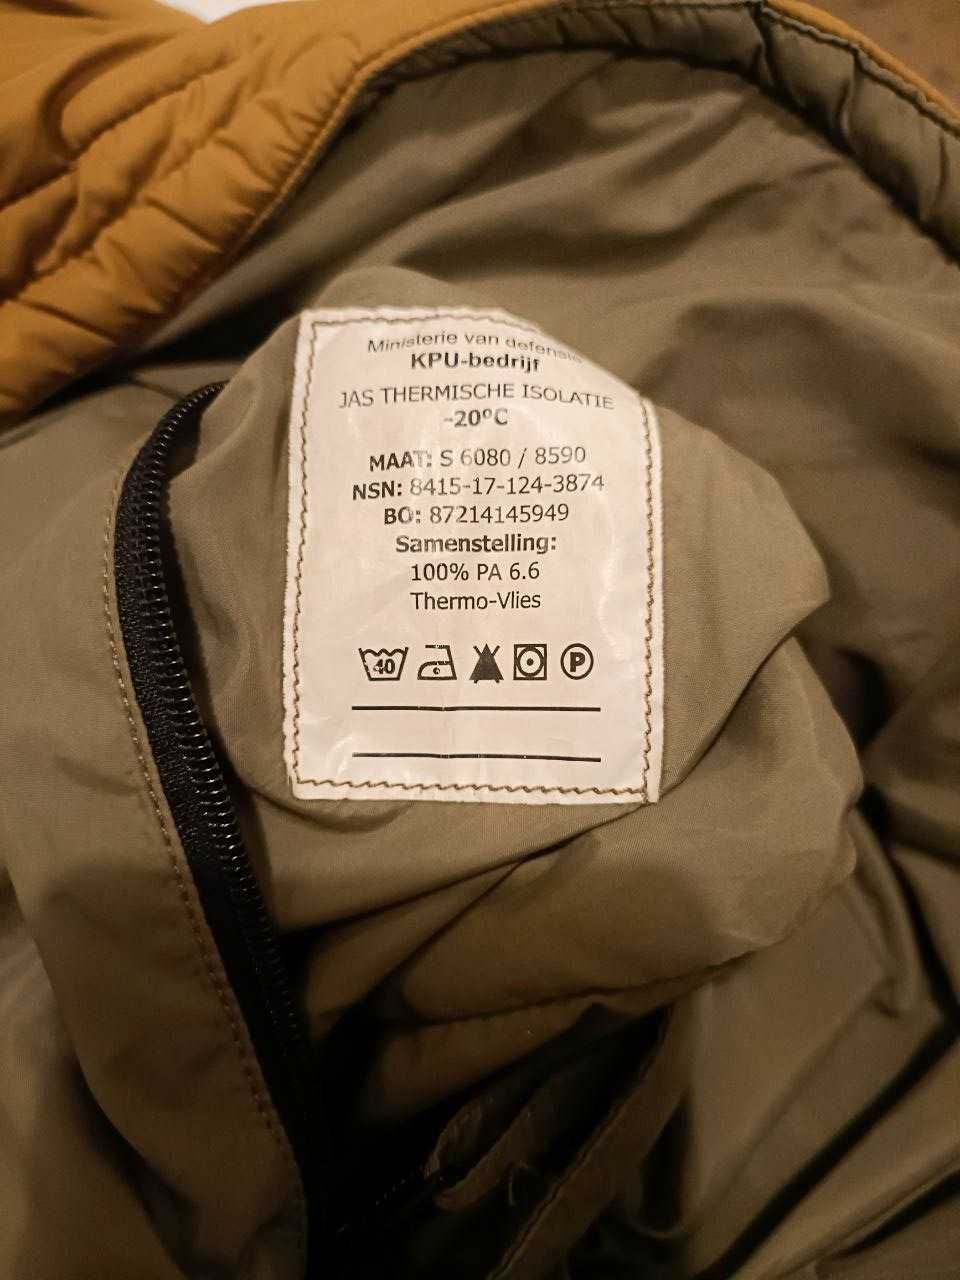 Ministerie van defensie
KPU-bedrijf
JAS THERMISCHE ISOLATIE
-20°C
MAAT: S 6080 / 8590
NSN: 8415-17-124-3874
BO: 87214145949
Samenstelling:
100% PA 6.6
Thermo-Vlies
40 P